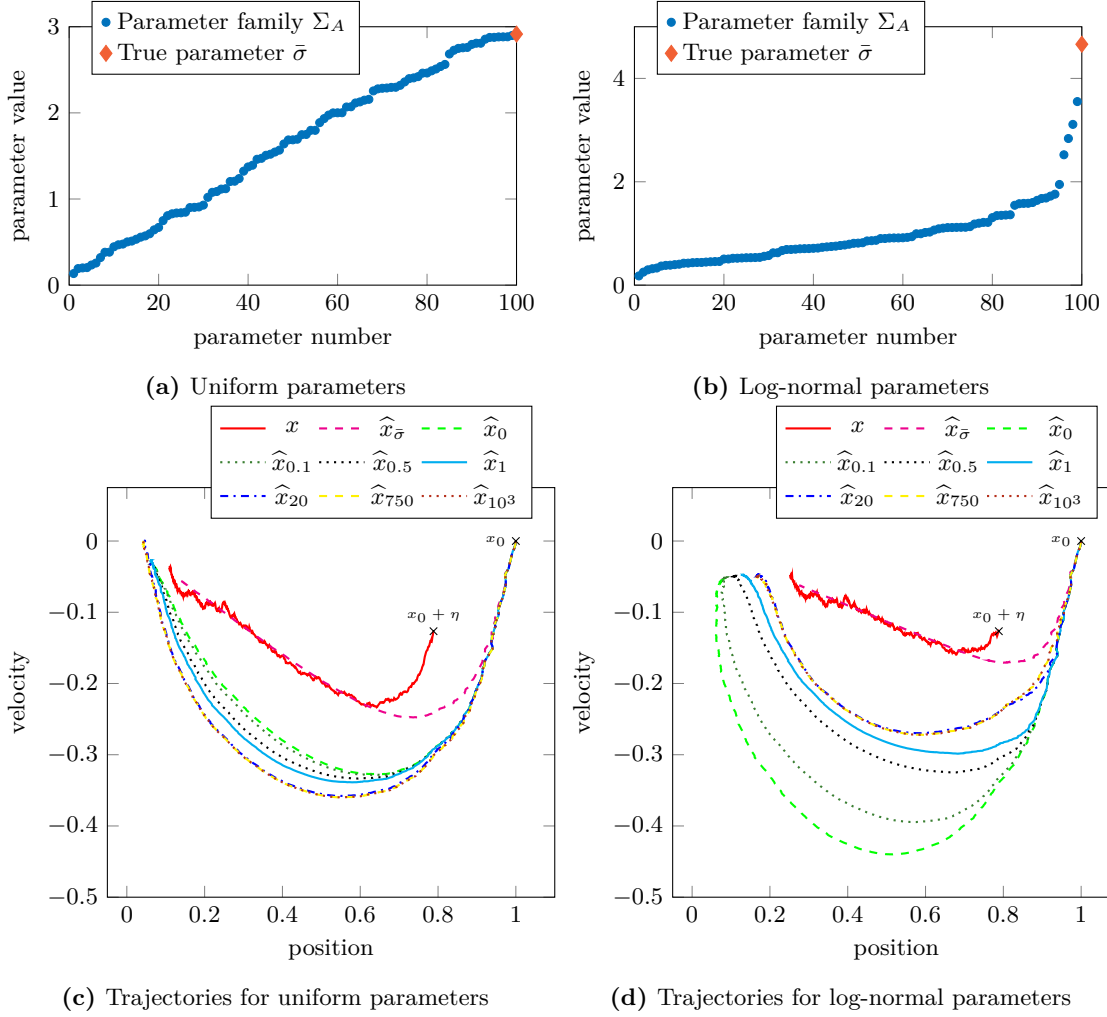 Parameter family Σ_A
True parameter σ̄
3
2
1
0
parameter value
0 20 40 60 80 100
parameter number
(a) Uniform parameters
Parameter family Σ_A
True parameter σ̄
4
2
0
parameter value
0 20 40 60 80 100
parameter number
(b) Log-normal parameters
x x̂_σ̄ x̂_0
x̂_0.1 x̂_0.5 x̂_1
x̂_20 x̂_750 x̂_10³
x_0
x_0 + η
0
−0.1
−0.2
−0.3
−0.4
−0.5
velocity
0 0.2 0.4 0.6 0.8 1
position
(c) Trajectories for uniform parameters
x x̂_σ̄ x̂_0
x̂_0.1 x̂_0.5 x̂_1
x̂_20 x̂_750 x̂_10³
x_0
x_0 + η
0
−0.1
−0.2
−0.3
−0.4
−0.5
velocity
0 0.2 0.4 0.6 0.8 1
position
(d) Trajectories for log-normal parameters